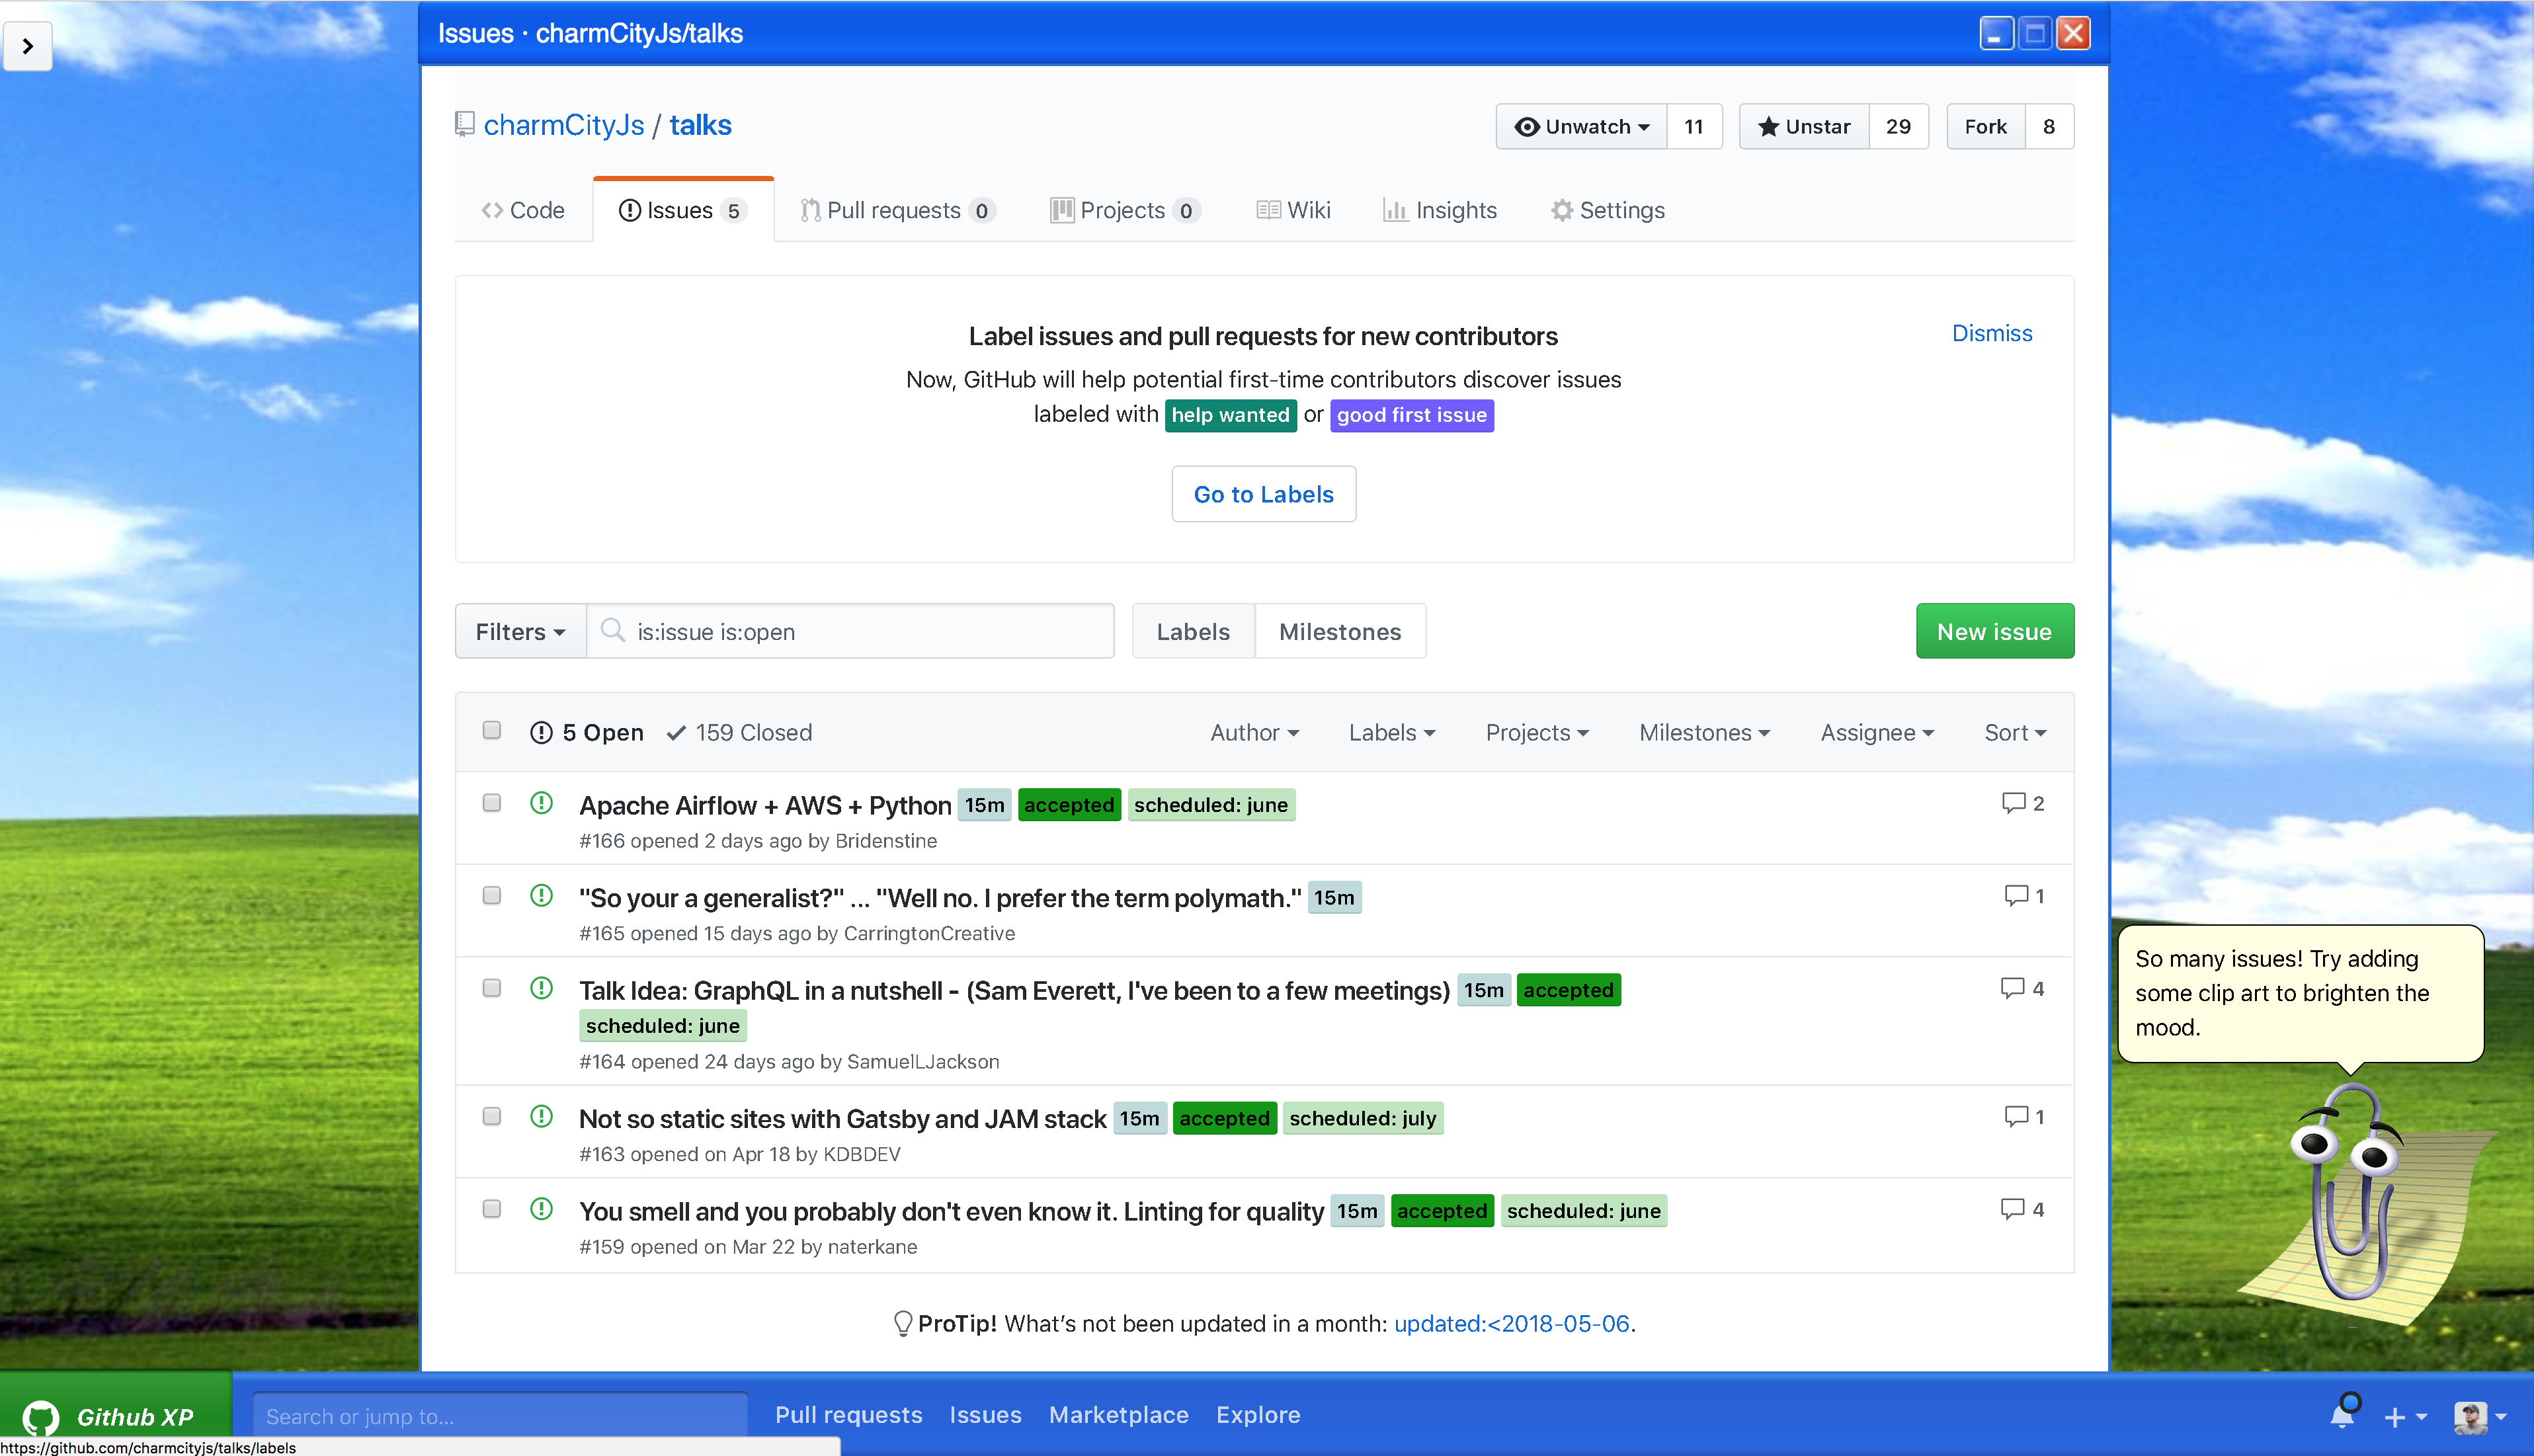 Issues · charmCityJs/talks
charmCityJs / talks
Unwatch 11 Unstar 29 Fork 8
Code Issues 5 Pull requests 0 Projects 0 Wiki Insights Settings
Label issues and pull requests for new contributors
Dismiss
Now, GitHub will help potential first-time contributors discover issues
labeled with help wanted or good first issue
Go to Labels
Filters is:issue is:open Labels Milestones New issue
5 Open 159 Closed Author Labels Projects Milestones Assignee Sort
Apache Airflow + AWS + Python 15m accepted scheduled: june 2
#166 opened 2 days ago by Bridenstine
"So your a generalist?" ... "Well no. I prefer the term polymath." 15m 1
#165 opened 15 days ago by CarringtonCreative
Talk Idea: GraphQL in a nutshell - (Sam Everett, I've been to a few meetings) 15m accepted 4
scheduled: june
#164 opened 24 days ago by SamuelLJackson
Not so static sites with Gatsby and JAM stack 15m accepted scheduled: july 1
#163 opened on Apr 18 by KDBDEV
You smell and you probably don't even know it. Linting for quality 15m accepted scheduled: june 4
#159 opened on Mar 22 by naterkane
ProTip! What's not been updated in a month: updated:<2018-05-06.
So many issues! Try adding
some clip art to brighten the
mood.
Github XP Search or jump to... Pull requests Issues Marketplace Explore
https://github.com/charmcityjs/talks/labels